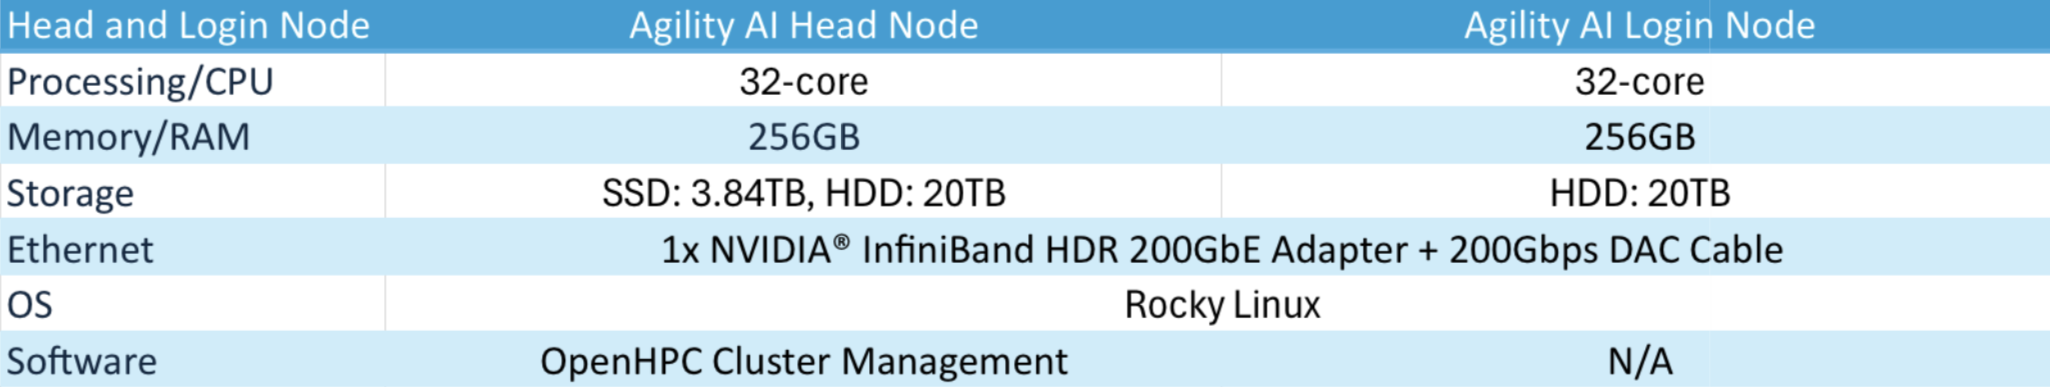 Head and Login Node Agility AI Head Node Agility AI Login Node
Processing/CPU 32-core 32-core
Memory/RAM 256GB 256GB
Storage SSD: 3.84TB, HDD: 20TB HDD: 20TB
Ethernet 1x NVIDIA® InfiniBand HDR 200GbE Adapter + 200Gbps DAC Cable
OS Rocky Linux
Software OpenHPC Cluster Management N/A